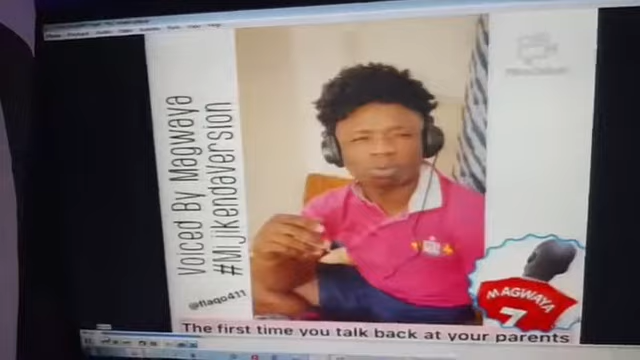 Voiced By Magwaya
#Mijikendaversion
@flaqo411
MAGWAYA
7
The first time you talk back at your parents